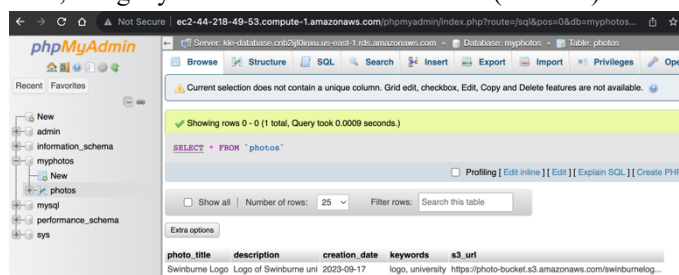 Not Secure | ec2-44-218-49-53.compute-1.amazonaws.com/phpmyadmin/index.php?route=/sql&pos=0&db=myphotos...
phpMyAdmin
Server: kle-database.cnb2ijl0inxu.us-east-1.rds.amazonaws.com » Database: myphotos » Table: photos
Browse Structure SQL Search Insert Export Import Privileges Ope
Recent Favorites
Current selection does not contain a unique column. Grid edit, checkbox, Edit, Copy and Delete features are not available.
New
admin
information_schema
myphotos
New
photos
mysql
performance_schema
sys
Showing rows 0 - 0 (1 total, Query took 0.0009 seconds.)
SELECT * FROM `photos`
Profiling [ Edit inline ] [ Edit ] [ Explain SQL ] [ Create PHP
Show all | Number of rows: 25 Filter rows: Search this table
Extra options
photo_title description creation_date keywords s3_url
Swinburne Logo Logo of Swinburne uni 2023-09-17 logo, university https://photo-bucket.s3.amazonaws.com/swinburnelog...